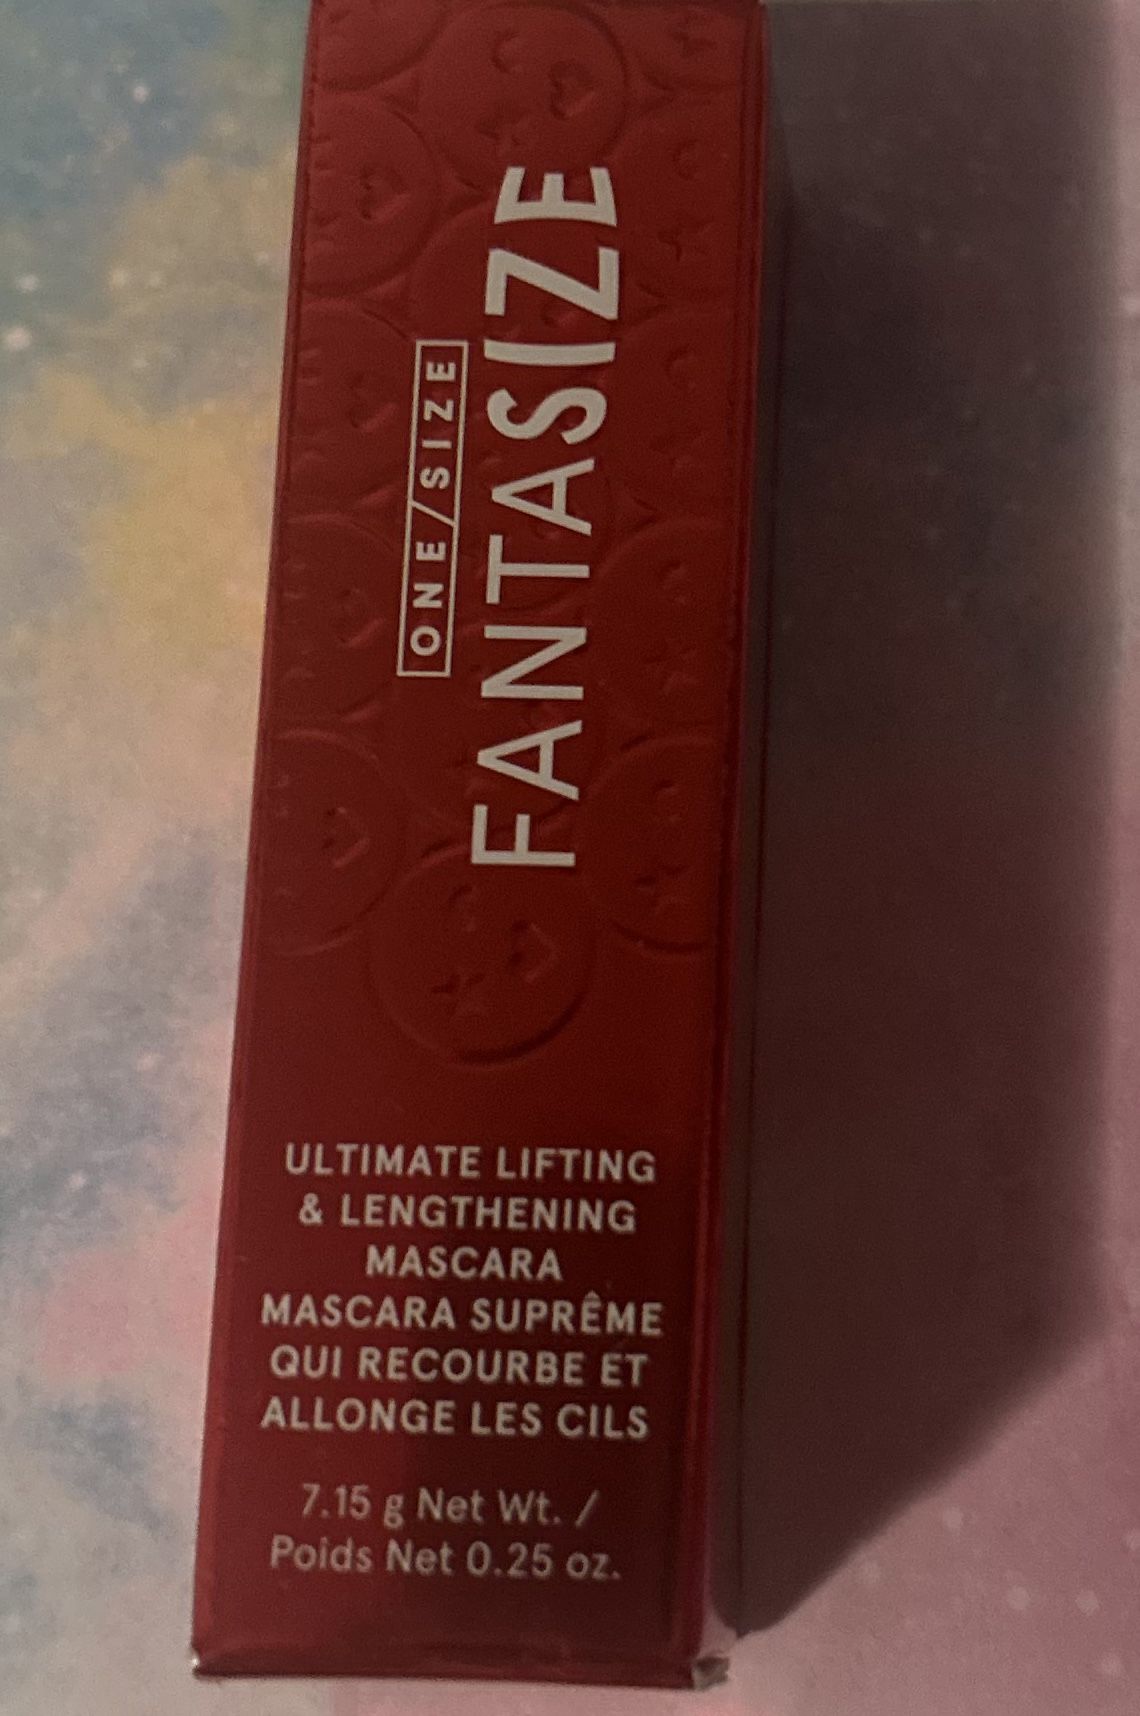 ONE/SIZE
FANTASIZE
ULTIMATE LIFTING
& LENGTHENING
MASCARA
MASCARA SUPRÊME
QUI RECOURBE ET
ALLONGE LES CILS
7.15 g Net Wt. /
Poids Net 0.25 oz.